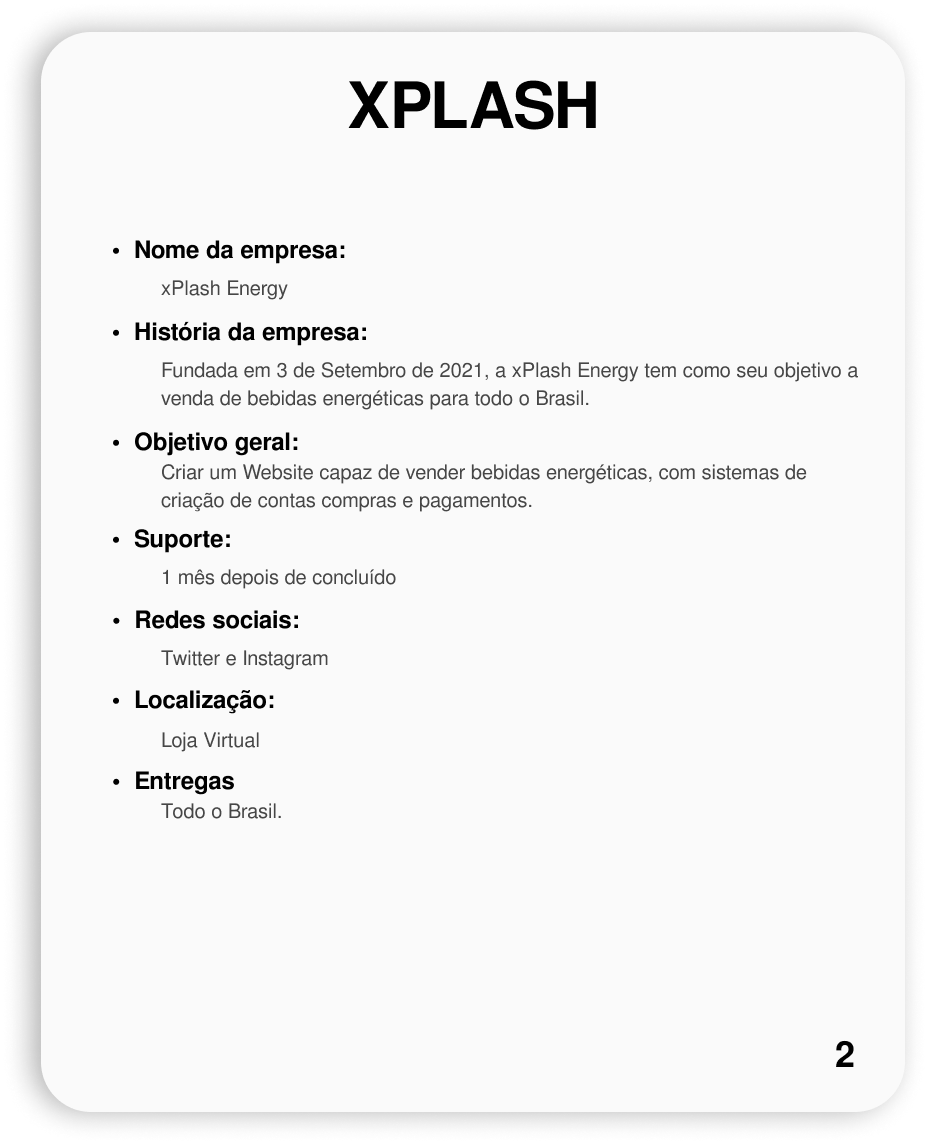 XPLASH
• Nome da empresa:
xPlash Energy
• História da empresa:
Fundada em 3 de Setembro de 2021, a xPlash Energy tem como seu objetivo a
venda de bebidas energéticas para todo o Brasil.
• Objetivo geral:
Criar um Website capaz de vender bebidas energéticas, com sistemas de
criação de contas compras e pagamentos.
• Suporte:
1 mês depois de concluído
• Redes sociais:
Twitter e Instagram
• Localização:
Loja Virtual
• Entregas
Todo o Brasil.
2